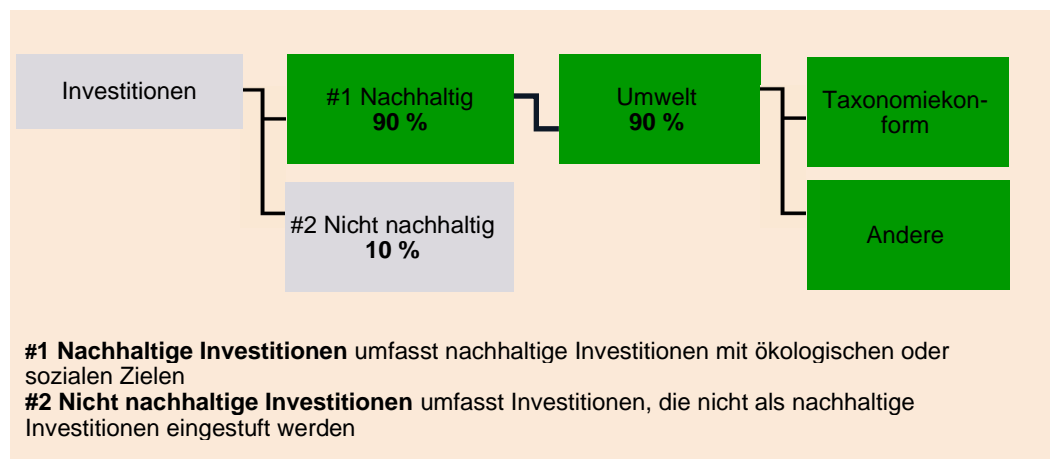 Investitionen
#1 Nachhaltig
90 %
Umwelt
90 %
Taxonomiekon-
form
#2 Nicht nachhaltig
10 %
Andere
#1 Nachhaltige Investitionen umfasst nachhaltige Investitionen mit ökologischen oder
sozialen Zielen
#2 Nicht nachhaltige Investitionen umfasst Investitionen, die nicht als nachhaltige
Investitionen eingestuft werden